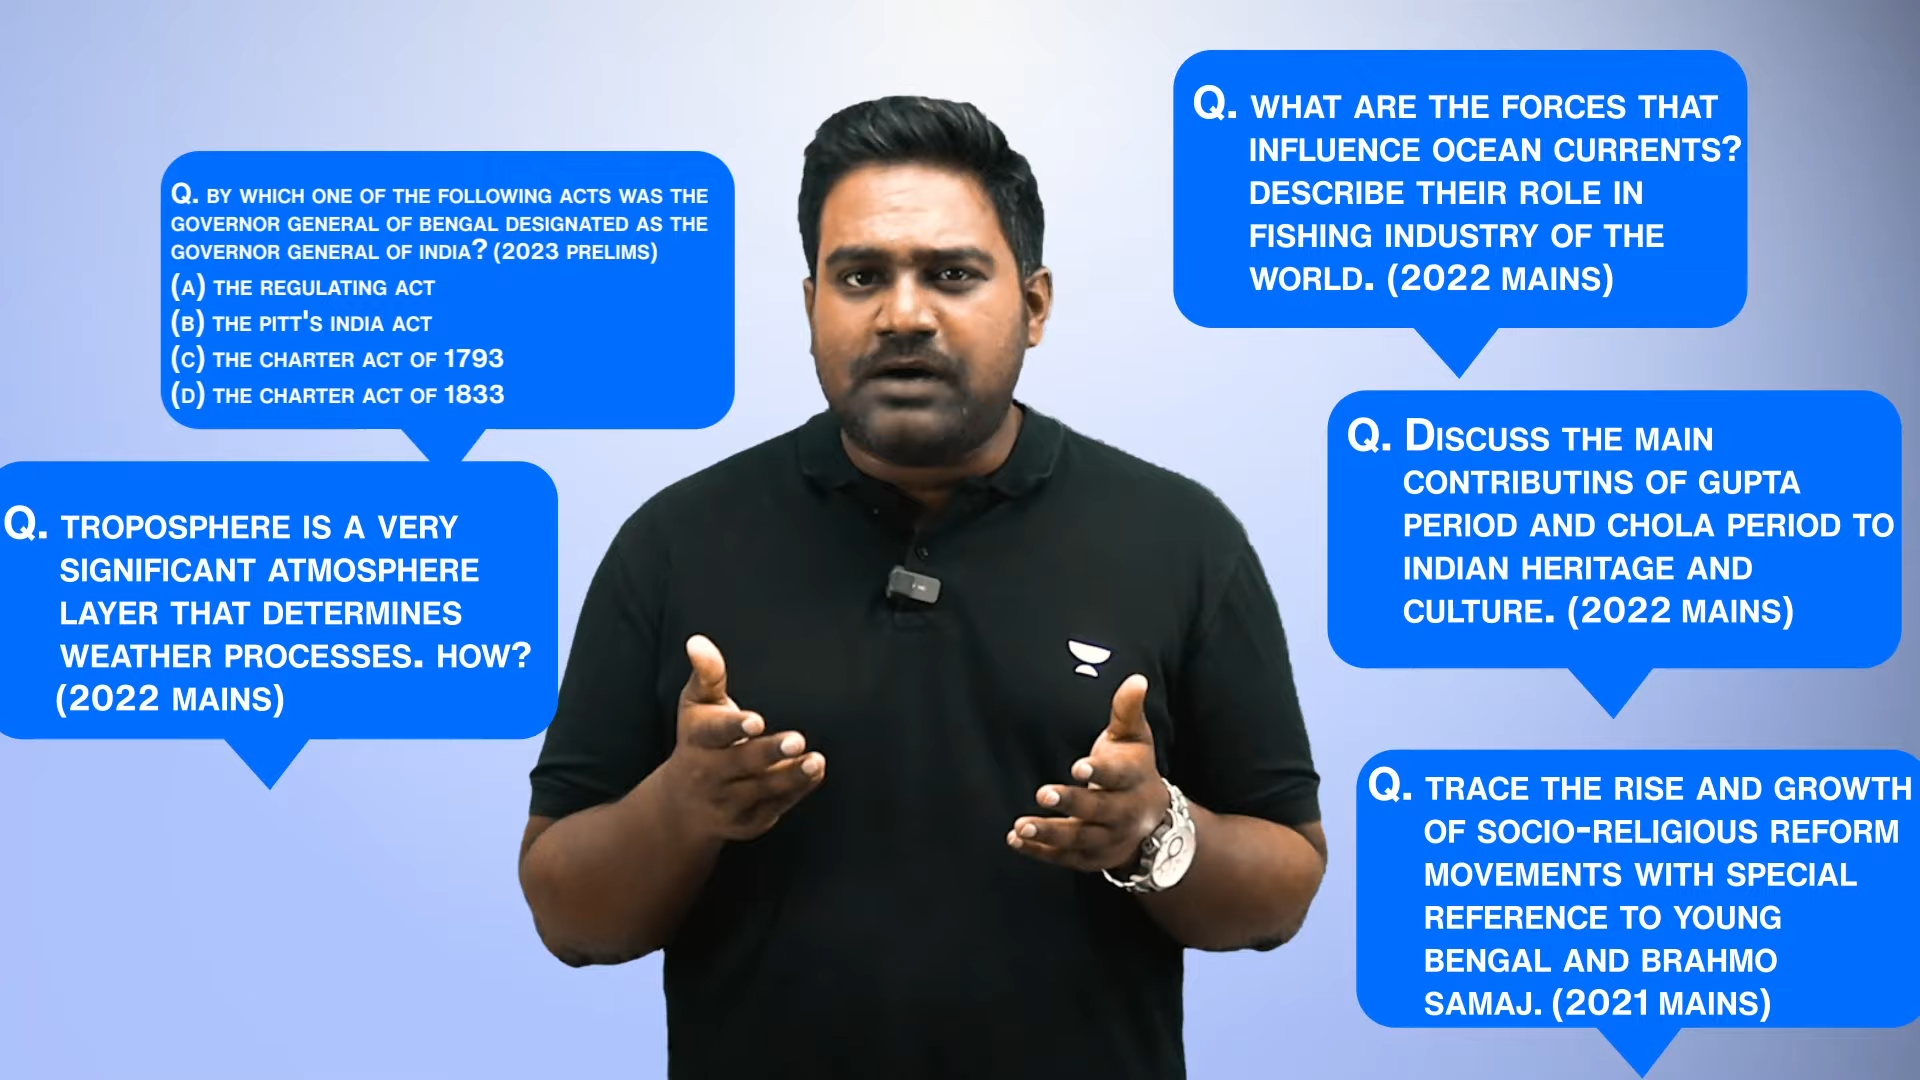 Q. BY WHICH ONE OF THE FOLLOWING ACTS WAS THE
GOVERNOR GENERAL OF BENGAL DESIGNATED AS THE
GOVERNOR GENERAL OF INDIA? (2023 PRELIMS)
(A) THE REGULATING ACT
(B) THE PITT'S INDIA ACT
(C) THE CHARTER ACT OF 1793
(D) THE CHARTER ACT OF 1833
Q. TROPOSPHERE IS A VERY
SIGNIFICANT ATMOSPHERE
LAYER THAT DETERMINES
WEATHER PROCESSES. HOW?
(2022 MAINS)
Q. WHAT ARE THE FORCES THAT
INFLUENCE OCEAN CURRENTS?
DESCRIBE THEIR ROLE IN
FISHING INDUSTRY OF THE
WORLD. (2022 MAINS)
Q. DISCUSS THE MAIN
CONTRIBUTINS OF GUPTA
PERIOD AND CHOLA PERIOD TO
INDIAN HERITAGE AND
CULTURE. (2022 MAINS)
Q. TRACE THE RISE AND GROWTH
OF SOCIO-RELIGIOUS REFORM
MOVEMENTS WITH SPECIAL
REFERENCE TO YOUNG
BENGAL AND BRAHMO
SAMAJ. (2021 MAINS)